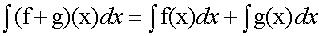 ∫(f+g)(x)dx = ∫f(x)dx + ∫g(x)dx